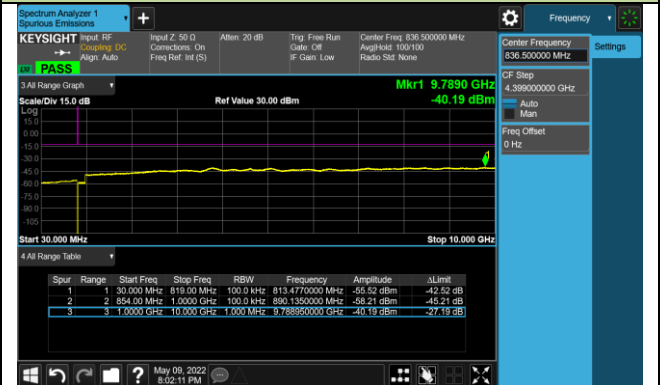 Spectrum Analyzer 1
Spurious Emissions
Frequency
KEYSIGHT
Input: RF
Coupling: DC
Align: Auto
Input Z: 50 Ω
Corrections: On
Freq Ref: Int (S)
Atten: 20 dB
Trig: Free Run
Gate: Off
IF Gain: Low
Center Freq: 836.500000 MHz
Avg|Hold: 100/100
Radio Std: None
PASS
3 All Range Graph
Mkr1 9.7890 GHz
Scale/Div 15.0 dB
Ref Value 30.00 dBm
-40.19 dBm
Log
15.0
0.00
-15.0
-30.0
-45.0
-60.0
-75.0
-90.0
-105
1
Start 30.000 MHz
Stop 10.000 GHz
4 All Range Table
Spur Range Start Freq Stop Freq RBW Frequency Amplitude ΔLimit
1 1 30.000 MHz 819.00 MHz 100.0 kHz 813.4770000 MHz -55.52 dBm -42.52 dB
2 2 854.00 MHz 1.0000 GHz 100.0 kHz 890.1350000 MHz -58.21 dBm -45.21 dB
3 3 1.0000 GHz 10.000 GHz 1.000 MHz 9.788950000 GHz -40.19 dBm -27.19 dB
May 09, 2022
8:02:11 PM
Center Frequency
836.500000 MHz
Settings
CF Step
4.399000000 GHz
Auto
Man
Freq Offset
0 Hz